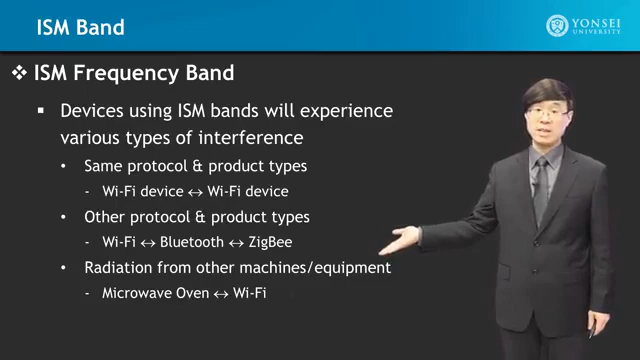 ISM Band
YONSEI
UNIVERSITY
❖ ISM Frequency Band
▪ Devices using ISM bands will experience
various types of interference
• Same protocol & product types
- Wi-Fi device ↔ Wi-Fi device
• Other protocol & product types
- Wi-Fi ↔ Bluetooth ↔ ZigBee
• Radiation from other machines/equipment
- Microwave Oven ↔ Wi-Fi